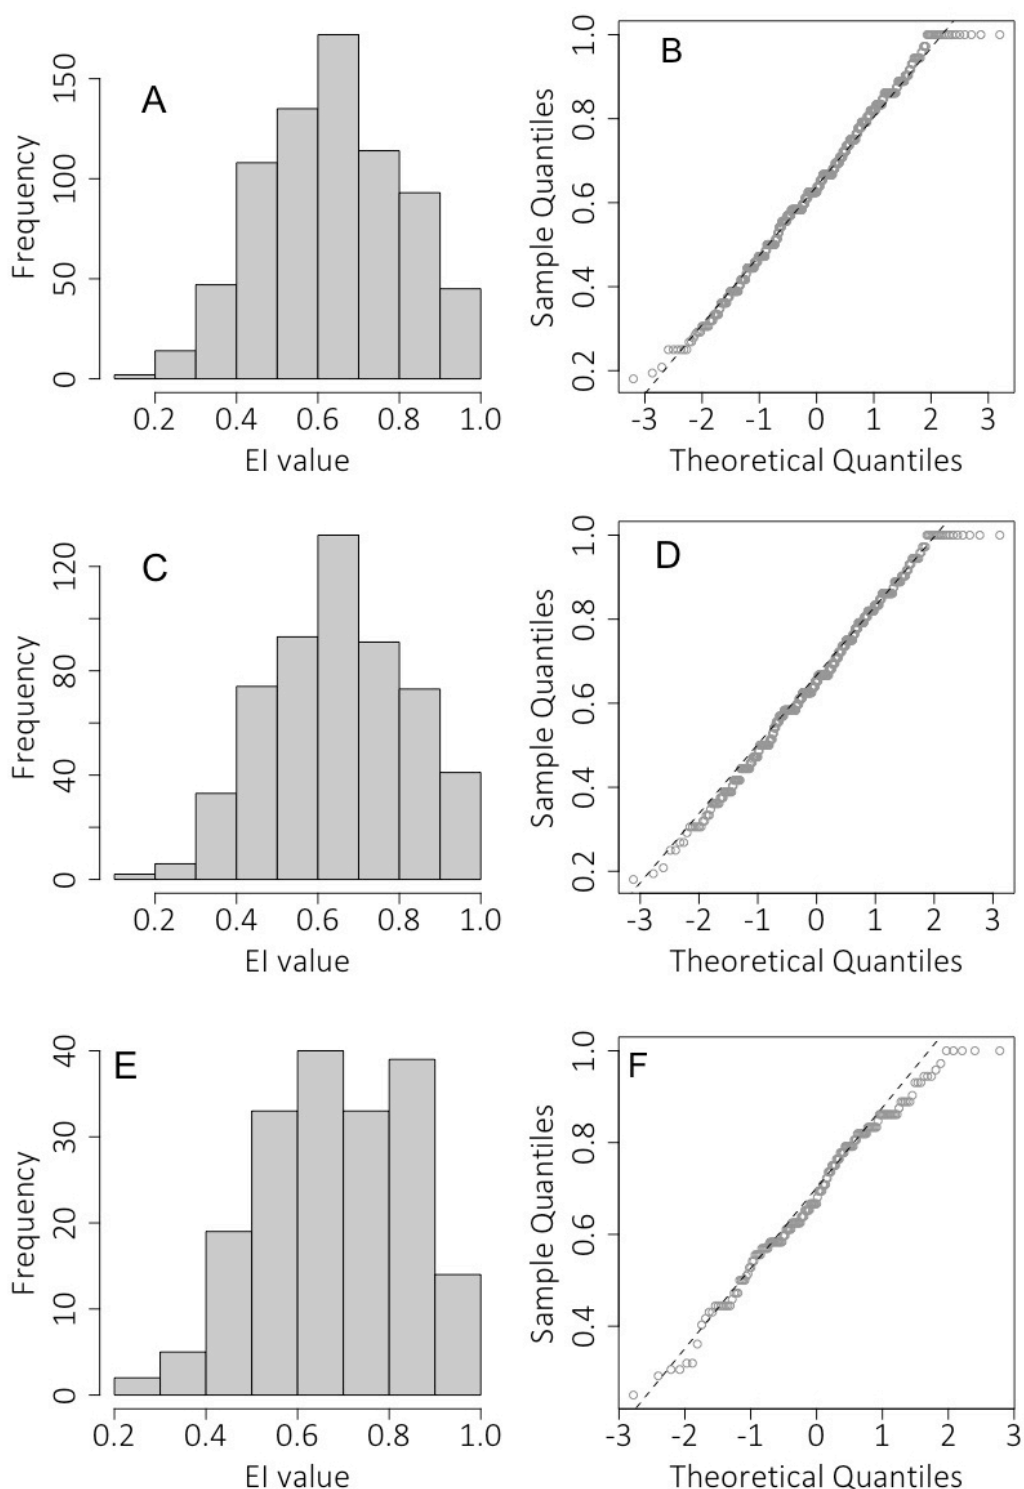 A
Frequency
0 50 100 150
0.2 0.4 0.6 0.8 1.0
EI value
B
Sample Quantiles
0.2 0.4 0.6 0.8 1.0
-3 -2 -1 0 1 2 3
Theoretical Quantiles
C
Frequency
0 40 80 120
0.2 0.4 0.6 0.8 1.0
EI value
D
Sample Quantiles
0.2 0.4 0.6 0.8 1.0
-3 -2 -1 0 1 2 3
Theoretical Quantiles
E
Frequency
0 10 20 30 40
0.2 0.4 0.6 0.8 1.0
EI value
F
Sample Quantiles
0.4 0.6 0.8 1.0
-3 -2 -1 0 1 2 3
Theoretical Quantiles